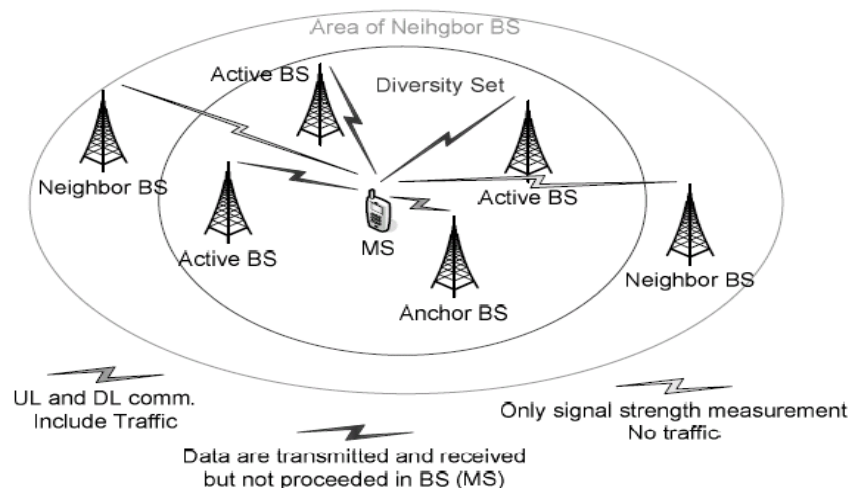 Area of Neihgbor BS
Active BS
Diversity Set
Neighbor BS
Active BS
Active BS
MS
Neighbor BS
Anchor BS
UL and DL comm.
Include Traffic
Only signal strength measurement
No traffic
Data are transmitted and received
but not proceeded in BS (MS)